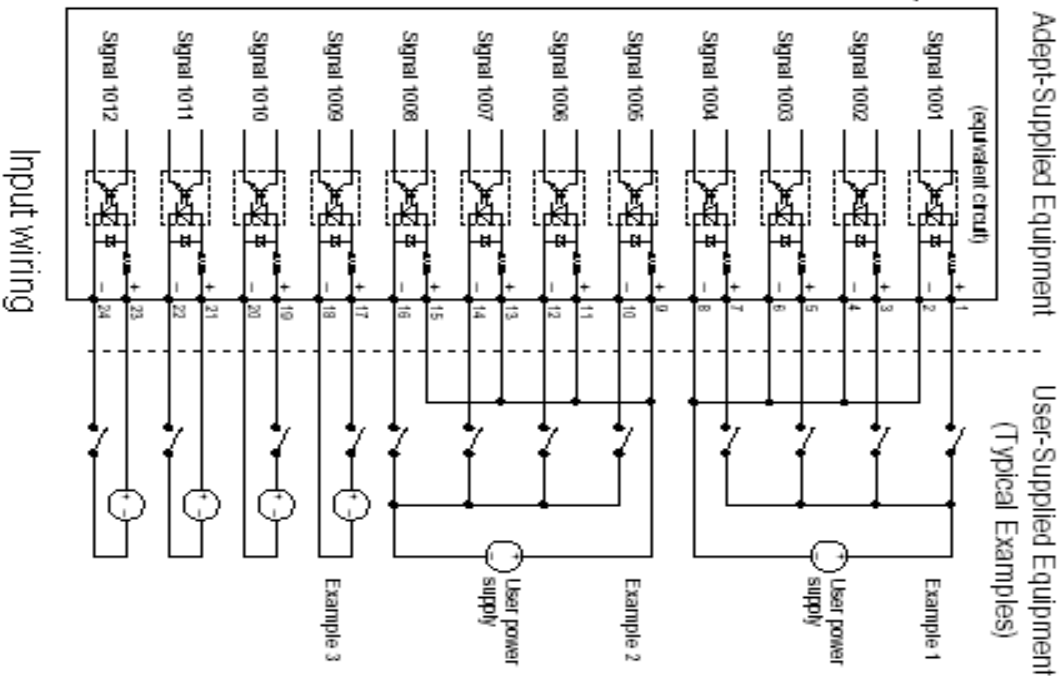 Adept-Supplied Equipment
User-Supplied Equipment
(Typical Examples)
(equivalent circuit)
Signal 1001
+ 1
- 2
Example 1
Signal 1002
+ 3
- 4
Signal 1003
+ 5
- 6
User power
supply
Signal 1004
+ 7
- 8
Signal 1005
+ 9
- 10
Example 2
Signal 1006
+ 11
- 12
Signal 1007
+ 13
- 14
User power
supply
Signal 1008
+ 15
- 16
Signal 1009
+ 17
- 18
Example 3
Signal 1010
+ 19
- 20
Signal 1011
+ 21
- 22
Signal 1012
+ 23
- 24
+
-
+
-
+
-
+
-
+
-
+
-
Input wiring